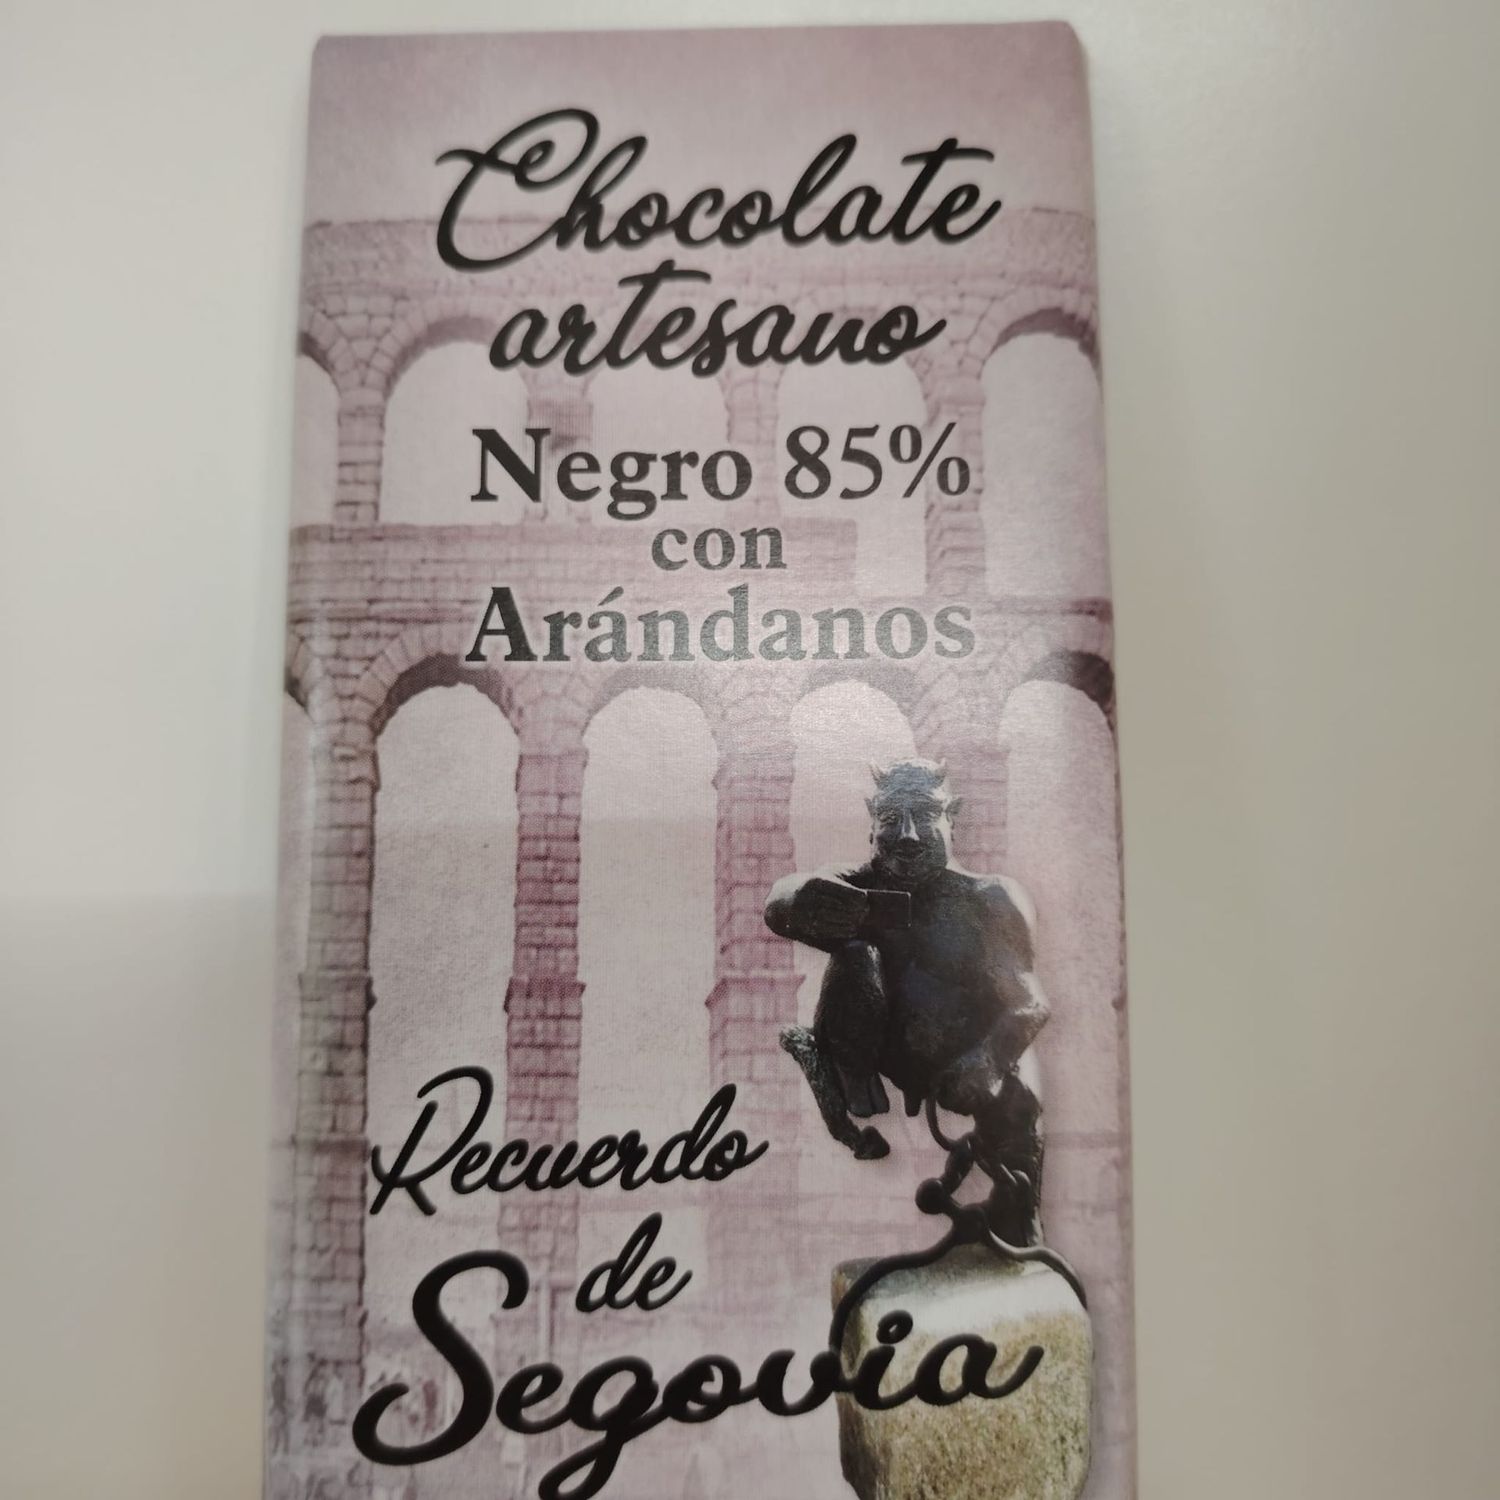 Chocolate
artesano
Negro 85%
con
Arándanos
Recuerdo
de
Segovia